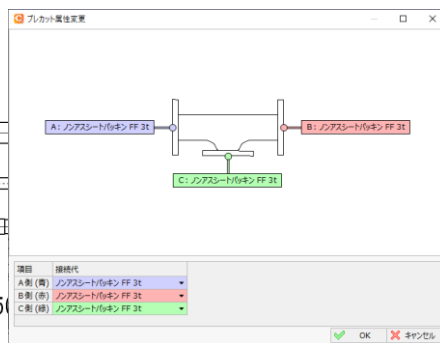 プレカット属性変更
A: ノンアスシートパッキン FF 3t
B: ノンアスシートパッキン FF 3t
C: ノンアスシートパッキン FF 3t
項目 接続代
A側 (青) ノンアスシートパッキン FF 3t
B側 (赤) ノンアスシートパッキン FF 3t
C側 (緑) ノンアスシートパッキン FF 3t
OK キャンセル